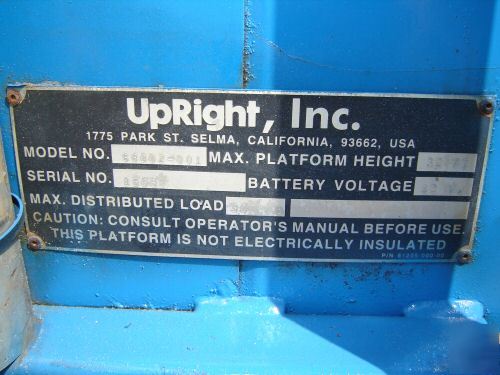 UpRight, Inc.
1775 PARK ST. SELMA, CALIFORNIA, 93662, USA
MODEL NO. MAX. PLATFORM HEIGHT
SERIAL NO. BATTERY VOLTAGE
MAX. DISTRIBUTED LOAD
CAUTION: CONSULT OPERATOR'S MANUAL BEFORE USE
THIS PLATFORM IS NOT ELECTRICALLY INSULATED